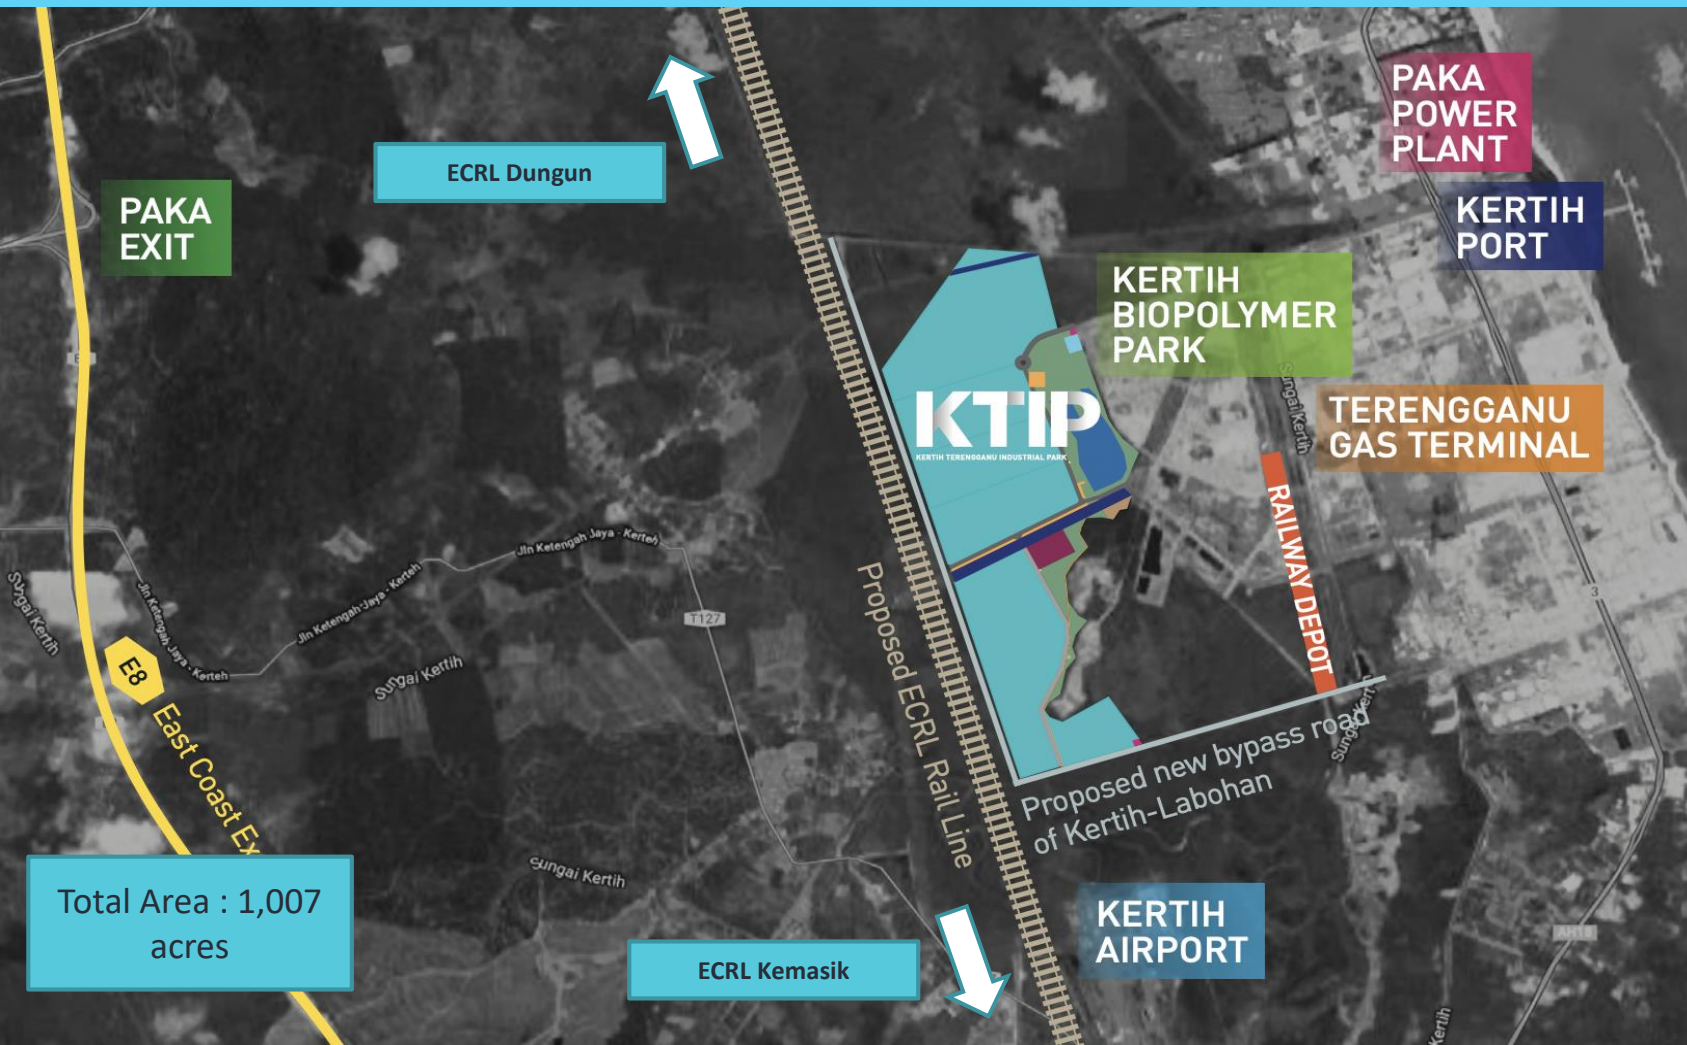 PAKA
POWER
PLANT
ECRL Dungun
PAKA
EXIT
KERTIH
PORT
KERTIH
BIOPOLYMER
PARK
KTiP
KERTIH TERENGGANU INDUSTRIAL PARK
TERENGGANU
GAS TERMINAL
Sungai Kertih
RAILWAY DEPOT
Jln Ketengah Jaya - Kerteh
Jln Ketengah Jaya - Kerteh
Jln Ketengah Jaya - Kerteh
Sungai Kertih
T127
3
E8
East Coast Ex
Sungai Kertih
Proposed ECRL Rail Line
Proposed new bypass road
of Kertih-Labohan
Sungai Kertih
Sungai Kertih
Total Area : 1,007
acres
ECRL Kemasik
KERTIH
AIRPORT
AH18
Kertih